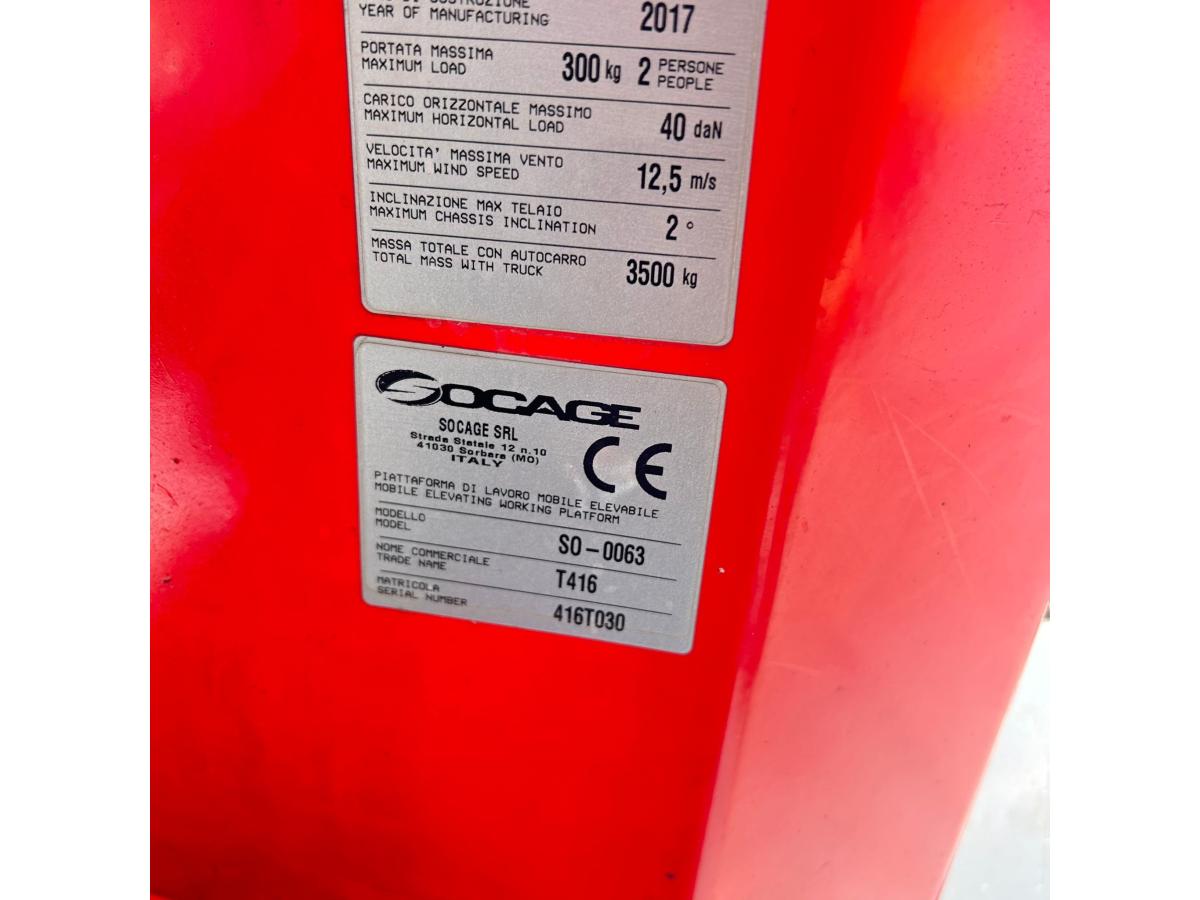 YEAR OF MANUFACTURING
2017
PORTATA MASSIMA
MAXIMUM LOAD
300 kg 2 PERSONE
PEOPLE
CARICO ORIZZONTALE MASSIMO
MAXIMUM HORIZONTAL LOAD
40 daN
VELOCITA' MASSIMA VENTO
MAXIMUM WIND SPEED
12,5 m/s
INCLINAZIONE MAX TELAIO
MAXIMUM CHASSIS INCLINATION
2 °
MASSA TOTALE CON AUTOCARRO
TOTAL MASS WITH TRUCK
3500 kg
SOCAGE
SOCAGE SRL
Strada Statale 12 n.10
41030 Sorbara (MO)
ITALY
CE
PIATTAFORMA DI LAVORO MOBILE ELEVABILE
MOBILE ELEVATING WORKING PLATFORM
MODELLO
MODEL
SO-0063
NOME COMMERCIALE
TRADE NAME
T416
MATRICOLA
SERIAL NUMBER
416T030